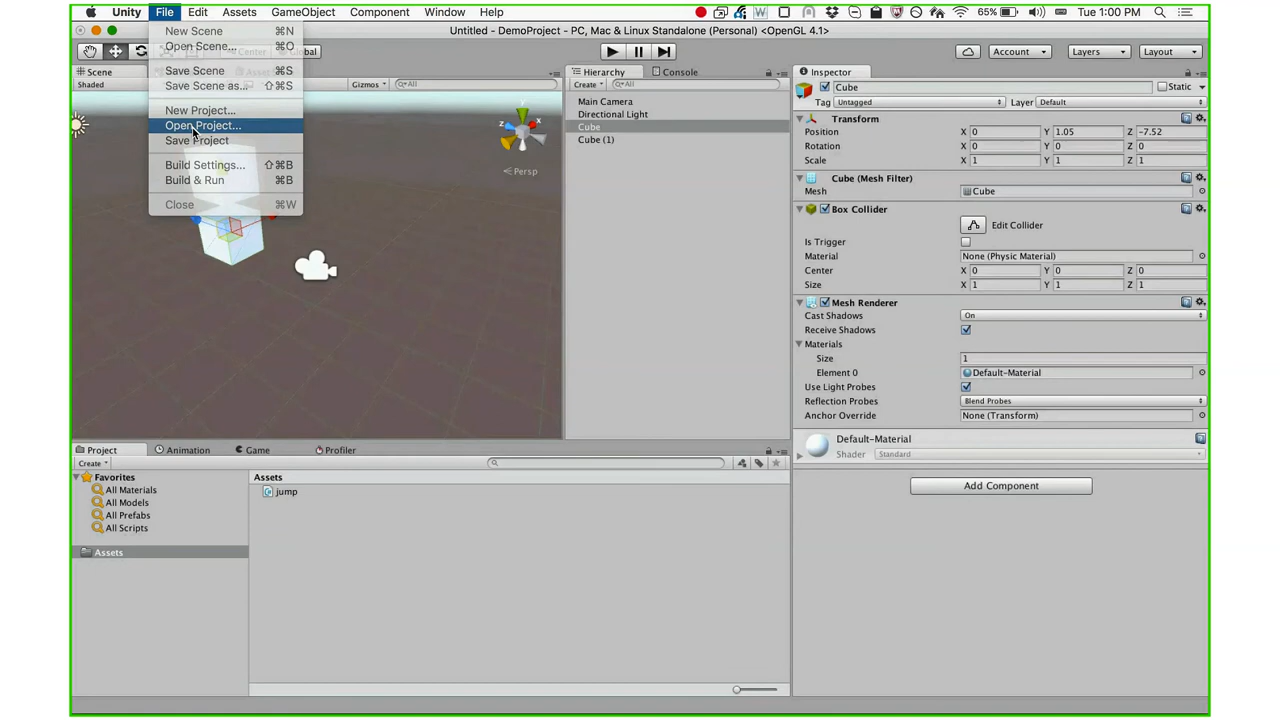 Unity File Edit Assets GameObject Component Window Help 65% Tue 1:00 PM
Untitled - DemoProject - PC, Mac & Linux Standalone (Personal) <OpenGL 4.1>
New Scene ⌘N
Open Scene... ⌘O
Save Scene ⌘S
Save Scene as... ⇧⌘S
New Project...
Open Project...
Save Project
Build Settings... ⇧⌘B
Build & Run ⌘B
Close ⌘W
Center Global
Account Layers Layout
Scene
Shaded Gizmos All
Persp
Hierarchy Console
Create All
Main Camera
Directional Light
Cube
Cube (1)
Inspector
Cube Static
Tag Untagged Layer Default
Transform
Position X 0 Y 1.05 Z -7.52
Rotation X 0 Y 0 Z 0
Scale X 1 Y 1 Z 1
Cube (Mesh Filter)
Mesh Cube
Box Collider
Edit Collider
Is Trigger
Material None (Physic Material)
Center X 0 Y 0 Z 0
Size X 1 Y 1 Z 1
Mesh Renderer
Cast Shadows On
Receive Shadows
Materials
Size 1
Element 0 Default-Material
Use Light Probes
Reflection Probes Blend Probes
Anchor Override None (Transform)
Default-Material
Shader Standard
Add Component
Project Animation Game Profiler
Create
Favorites
All Materials
All Models
All Prefabs
All Scripts
Assets
Assets
jump